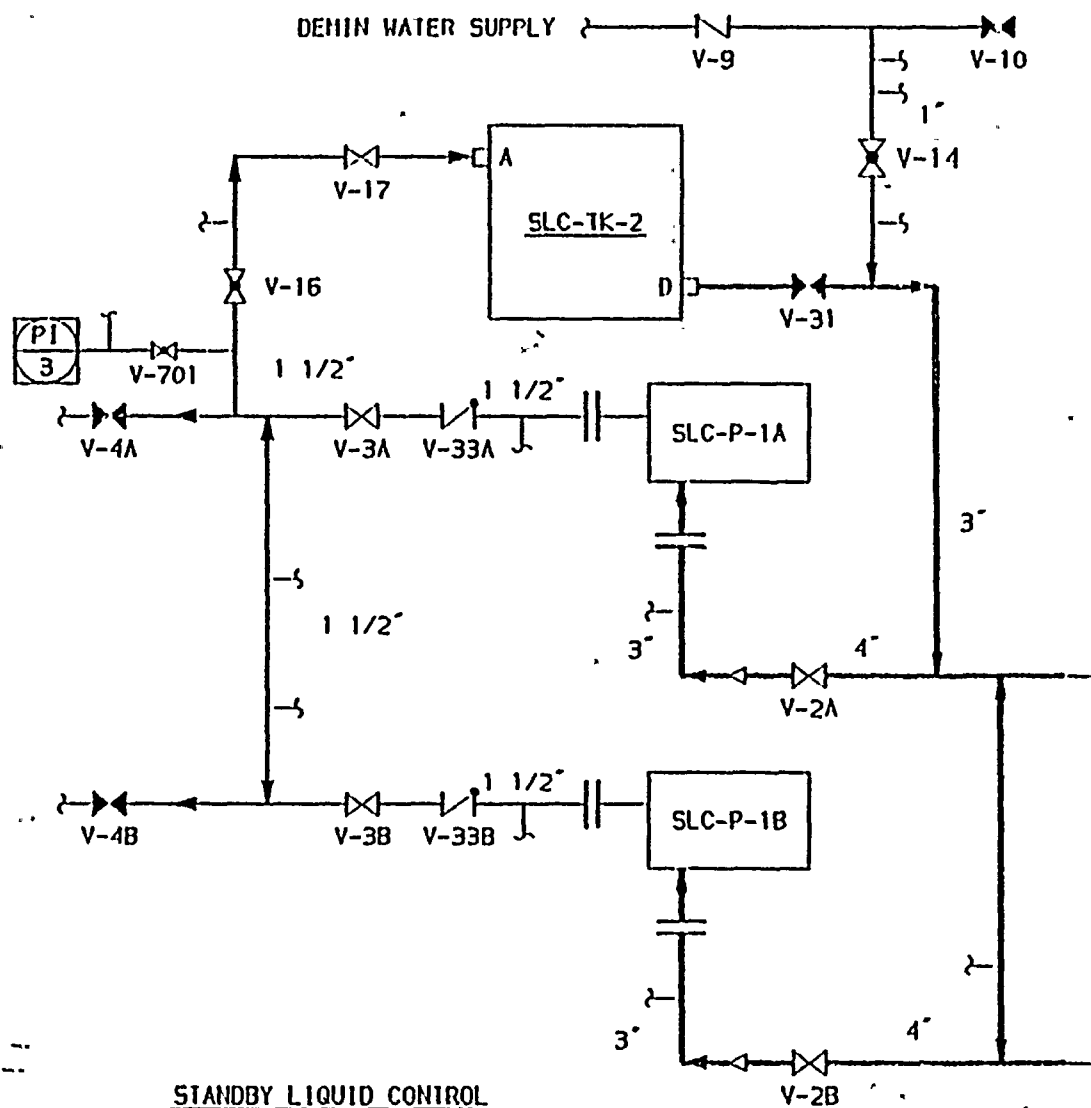 DEMIN WATER SUPPLY
V-9
V-10
1"
V-14
A
V-17
SLC-TK-2
D
V-16
V-31
PI
3
V-701
1 1/2"
1 1/2"
V-4A
V-3A
V-33A
SLC-P-1A
3"
1 1/2"
3"
4"
V-2A
1 1/2"
V-4B
V-3B
V-33B
SLC-P-1B
3"
4"
V-2B
STANDBY LIQUID CONTROL